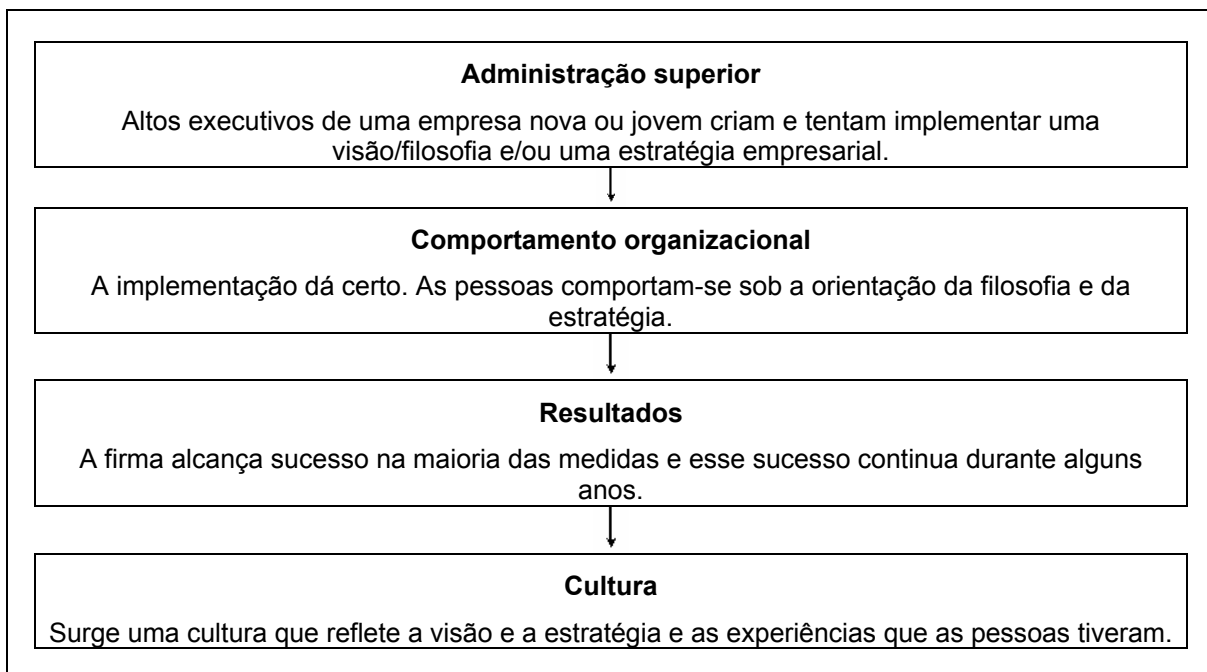 Administração superior
Altos executivos de uma empresa nova ou jovem criam e tentam implementar uma
visão/filosofia e/ou uma estratégia empresarial.
Comportamento organizacional
A implementação dá certo. As pessoas comportam-se sob a orientação da filosofia e da
estratégia.
Resultados
A firma alcança sucesso na maioria das medidas e esse sucesso continua durante alguns
anos.
Cultura
Surge uma cultura que reflete a visão e a estratégia e as experiências que as pessoas tiveram.